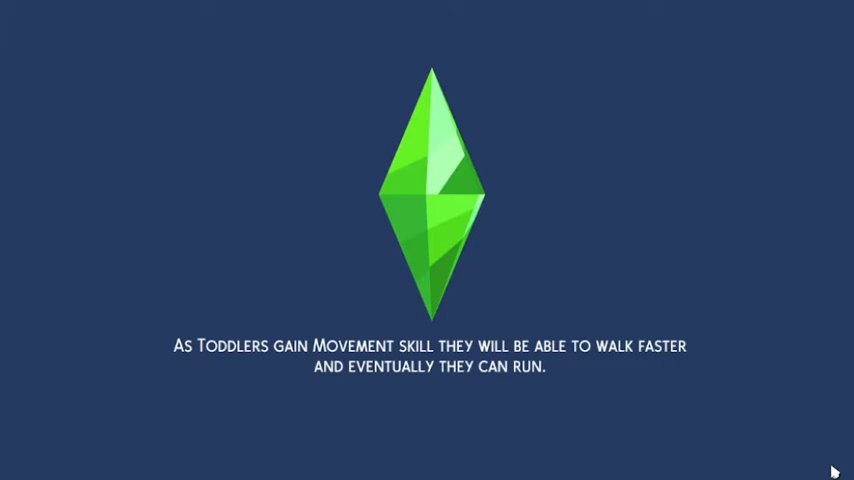 As Toddlers gain Movement skill they will be able to walk faster
and eventually they can run.